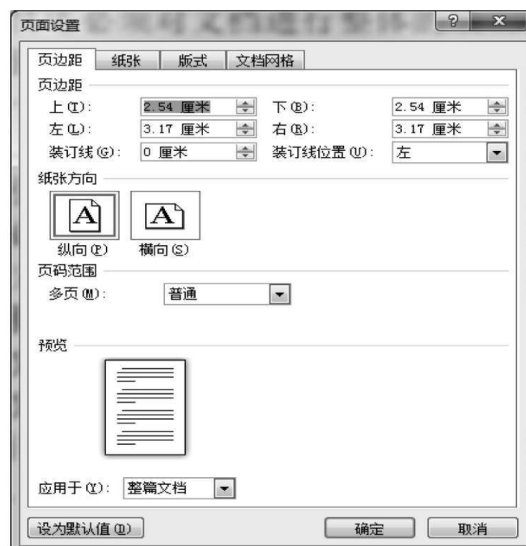 页面设置
页边距 纸张 版式 文档网格
页边距
上(T): 2.54 厘米 下(B): 2.54 厘米
左(L): 3.17 厘米 右(R): 3.17 厘米
装订线(G): 0 厘米 装订线位置(U): 左
纸张方向
A A
纵向(P) 横向(S)
页码范围
多页(M): 普通
预览
应用于(Y): 整篇文档
设为默认值(D) 确定 取消